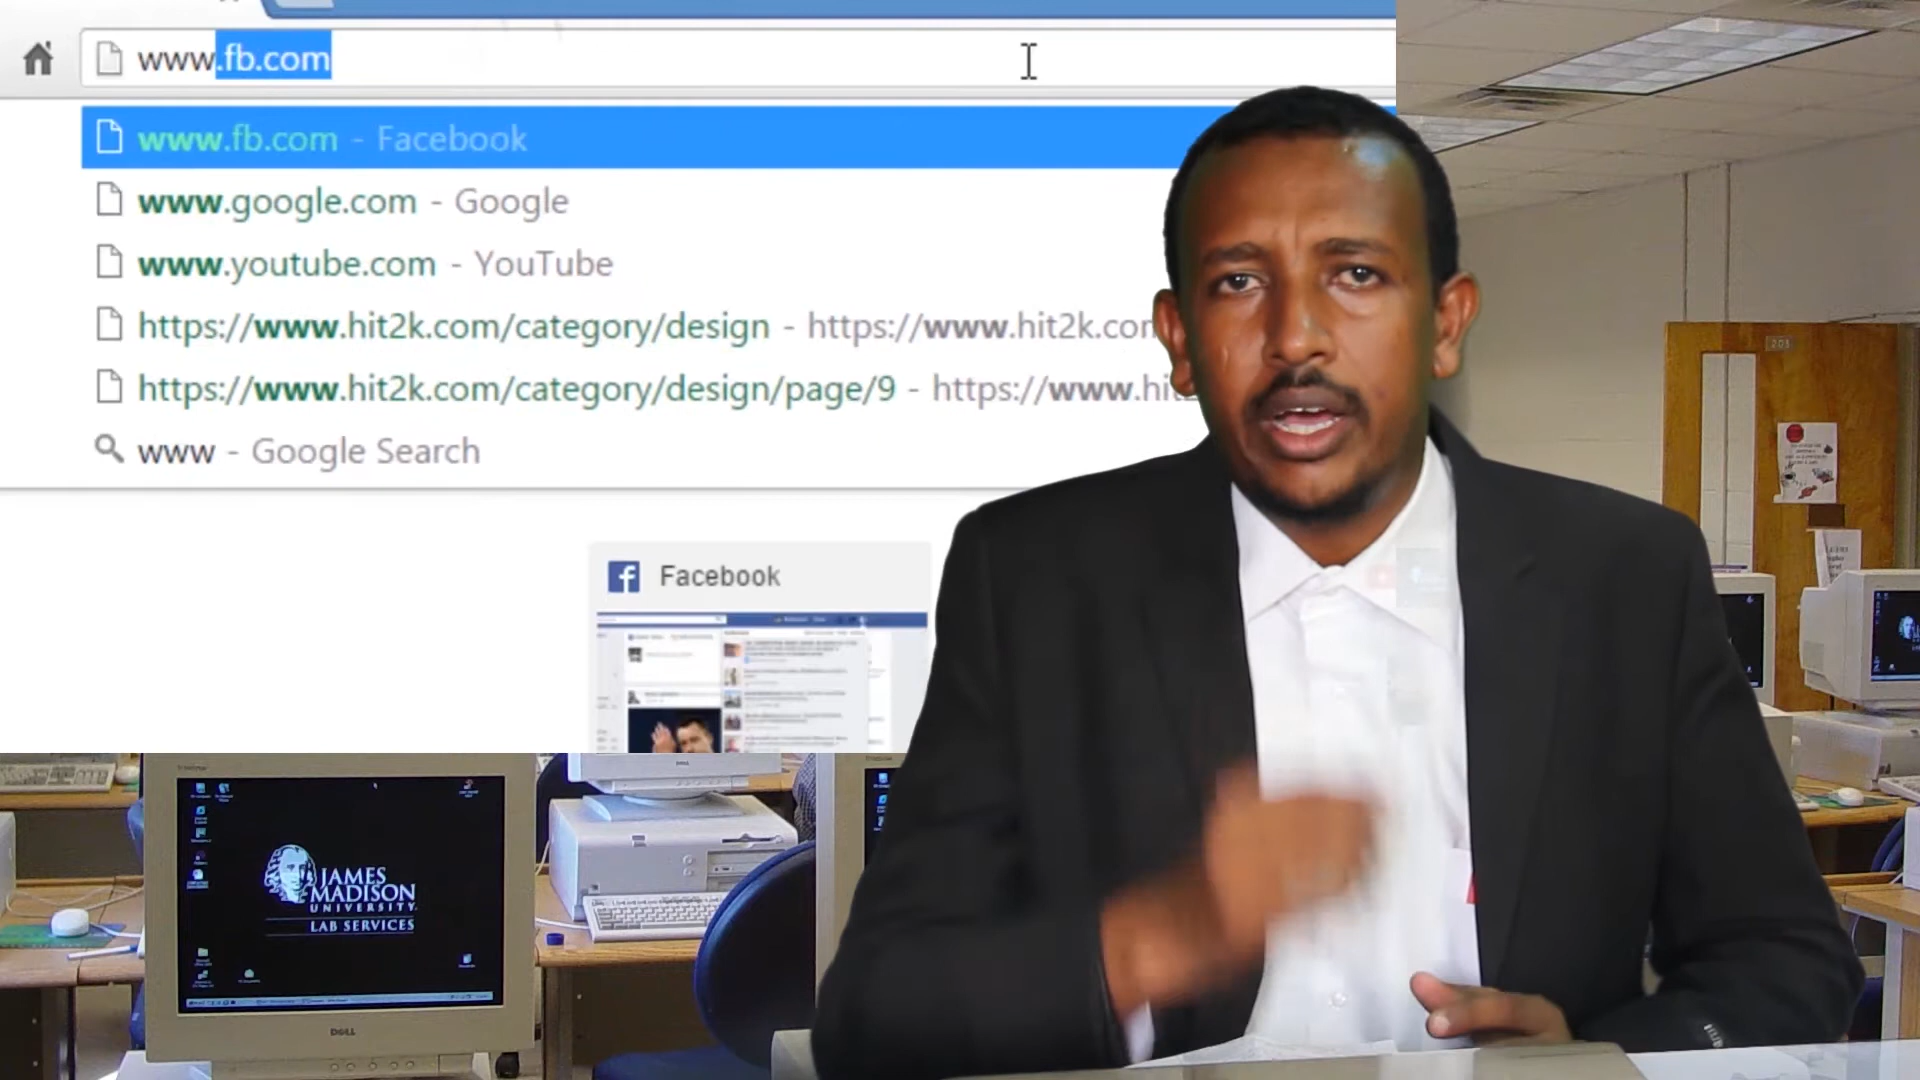 www.fb.com
www.fb.com - Facebook
www.google.com - Google
www.youtube.com - YouTube
https://www.hit2k.com/category/design - https://www.hit2k.com
https://www.hit2k.com/category/design/page/9 - https://www.hit
www - Google Search
Facebook
203
JAMES
MADISON
UNIVERSITY.
LAB SERVICES
DELL